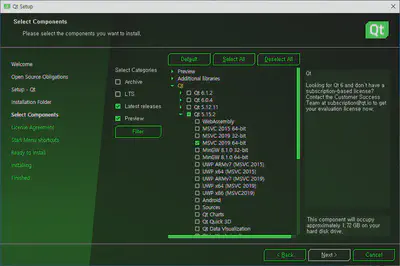 Qt Setup
Select Components
Please select the components you want to install.
Qt
Welcome
Open Source Obligations
Setup - Qt
Installation Folder
Select Components
License Agreement
Start Menu shortcuts
Ready to Install
Installing
Finished
Select Categories
Archive
LTS
Latest releases
Preview
Filter
Default
Select All
Deselect All
Preview
Additional libraries
Qt
Qt 6.1.2
Qt 6.0.4
Qt 5.12.11
Qt 5.15.2
WebAssembly
MSVC 2015 64-bit
MSVC 2019 32-bit
MSVC 2019 64-bit
MinGW 8.1.0 32-bit
MinGW 8.1.0 64-bit
UWP ARMv7 (MSVC 2015)
UWP x64 (MSVC 2015)
UWP ARMv7 (MSVC 2019)
UWP x64 (MSVC 2019)
UWP x86 (MSVC2019)
Android
Sources
Qt Charts
Qt Quick 3D
Qt Data Visualization
Qt
Looking for Qt 6 and don't have a
subscription-based license?
Contact the Customer Success
Team at subscription@qt.io to get
your evaluation license now.
This component will occupy
approximately 1.72 GB on your
hard disk drive.
< Back
Next >
Cancel